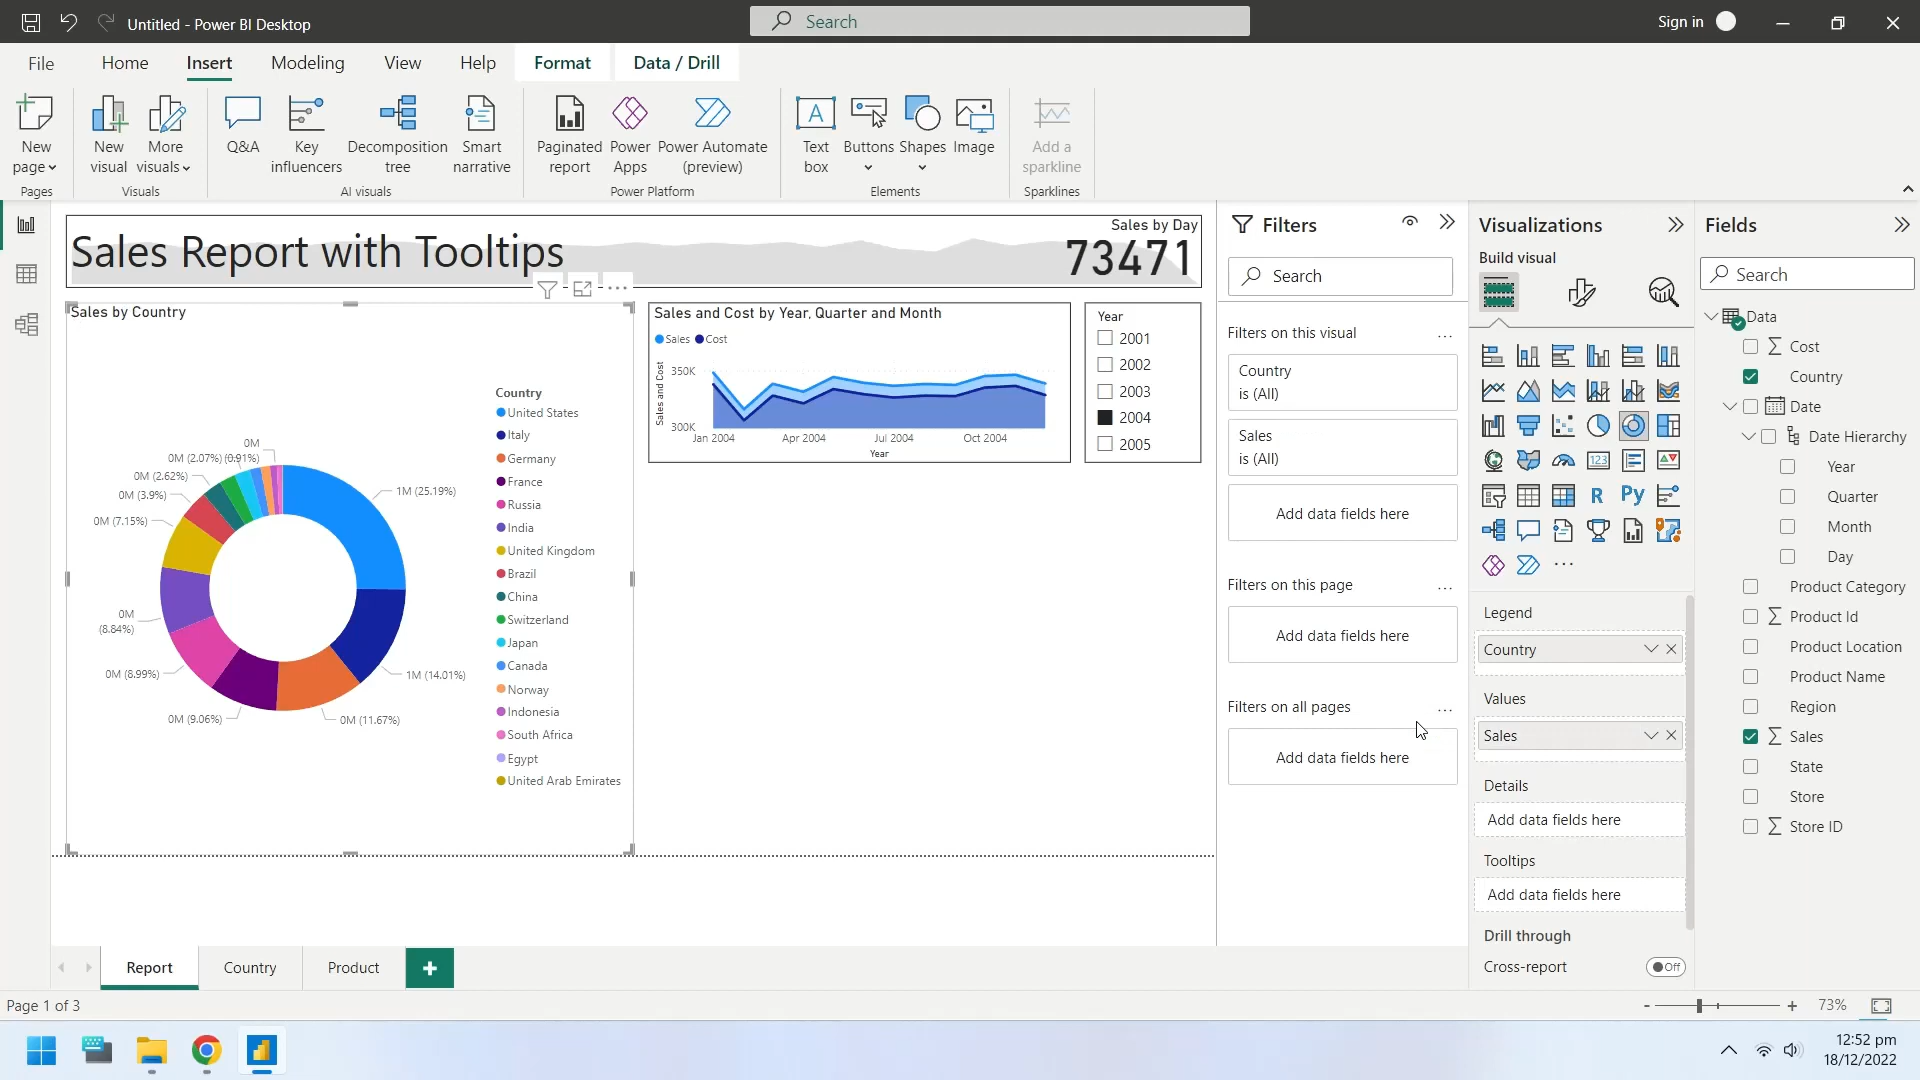 Untitled - Power BI Desktop
Search
Sign in
File
Home
Insert
Modeling
View
Help
Format
Data / Drill
New page
New visual
More visuals
Q&A
Key influencers
Decomposition tree
Smart narrative
Paginated report
Power Apps
Power Automate (preview)
Text box
Buttons
Shapes
Image
Add a sparkline
Pages
Visuals
AI visuals
Power Platform
Elements
Sparklines
Sales Report with Tooltips
Sales by Day
73471
Sales by Country
1M (25.19%)
1M (14.01%)
0M (11.67%)
0M (9.06%)
0M (8.99%)
0M
(8.84%)
0M (7.15%)
0M (3.9%)
0M (2.62%)
0M (2.07%)
(0.91%)
0M
Country
United States
Italy
Germany
France
Russia
India
United Kingdom
Brazil
China
Switzerland
Japan
Canada
Norway
Indonesia
South Africa
Egypt
United Arab Emirates
Sales and Cost by Year, Quarter and Month
Sales
Cost
Sales and Cost
350K
300K
Jan 2004
Apr 2004
Jul 2004
Oct 2004
Year
Year
2001
2002
2003
2004
2005
Filters
Search
Filters on this visual
...
Country
is (All)
Sales
is (All)
Add data fields here
Filters on this page
...
Add data fields here
Filters on all pages
...
Add data fields here
Visualizations
Build visual
123
R
Py
...
Legend
Country
Values
Sales
Details
Add data fields here
Tooltips
Add data fields here
Drill through
Cross-report
Off
Fields
Search
Data
Cost
Country
Date
Date Hierarchy
Year
Quarter
Month
Day
Product Category
Product Id
Product Location
Product Name
Region
Sales
State
Store
Store ID
Report
Country
Product
+
Page 1 of 3
- + 73%
12:52 pm
18/12/2022